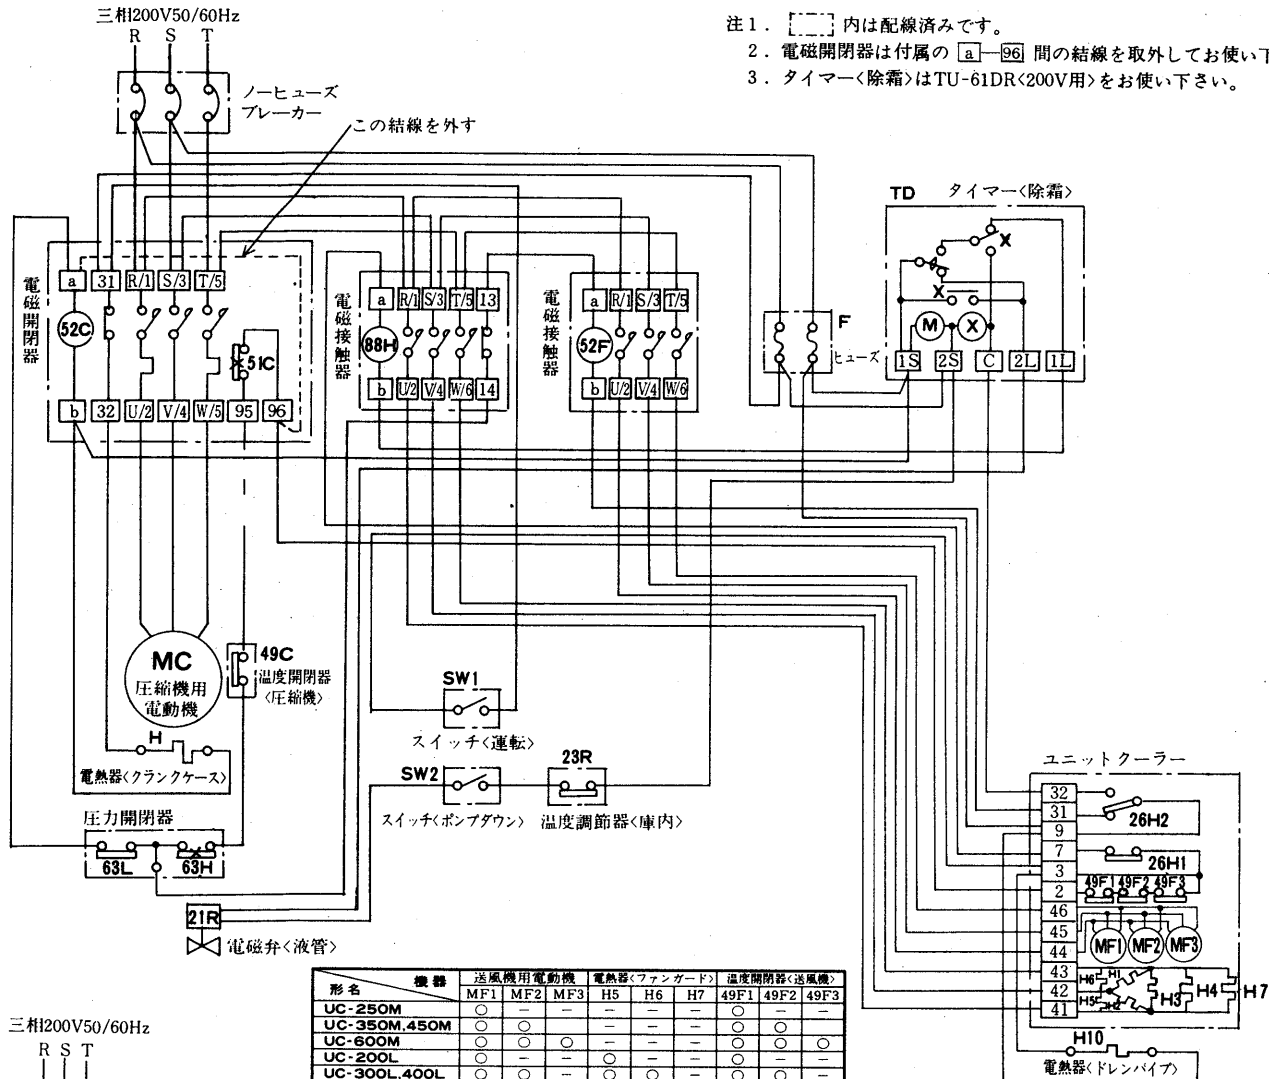 三相200V50/60Hz
R S T
ノーヒューズ
ブレーカー
この結線を外す
注1. 内は配線済みです。
2. 電磁開閉器は付属の a 96 間の結線を取外してお使い下
3. タイマー〈除霜〉はTU-61DR〈200V用〉をお使い下さい。
TD タイマー〈除霜〉
X
X
M X
1S 2S C 2L 1L
F
ヒューズ
電磁開閉器
a 31 R/1 S/3 T/5
52C
51C
b 32 U/2 V/4 W/5 95 96
電磁接触器
a R/1 S/3 T/5 13
88H
b U/2 V/4 W/6 14
電磁接触器
a R/1 S/3 T/5
52F
b U/2 V/4 W/6
MC
圧縮機用
電動機
49C
温度開閉器
〈圧縮機〉
H
電熱器〈クランクケース〉
SW1
スイッチ〈運転〉
SW2
スイッチ〈ポンプダウン〉
23R
温度調節器〈庫内〉
圧力開閉器
63L 63H
21R
電磁弁〈液管〉
ユニットクーラー
32
31
9
7
3
2
46
45
44
43
42
41
26H2
26H1
49F1 49F2 49F3
MF1 MF2 MF3
H6 H1
H5 H2
H3 H4 H7
H10
電熱器〈ドレンパイプ〉
機器 送風機用電動機 電熱器〈ファンガード〉 温度開閉器〈送風機〉
形名 MF1 MF2 MF3 H5 H6 H7 49F1 49F2 49F3
UC-250M ○ － － － － － ○ － －
UC-350M,450M ○ ○ － － － － ○ ○ －
UC-600M ○ ○ ○ － － － ○ ○ ○
UC-200L ○ － － ○ － － ○ － －
UC-300L,400L ○ ○ － ○ ○ － ○ ○ －
三相200V50/60Hz
R S T